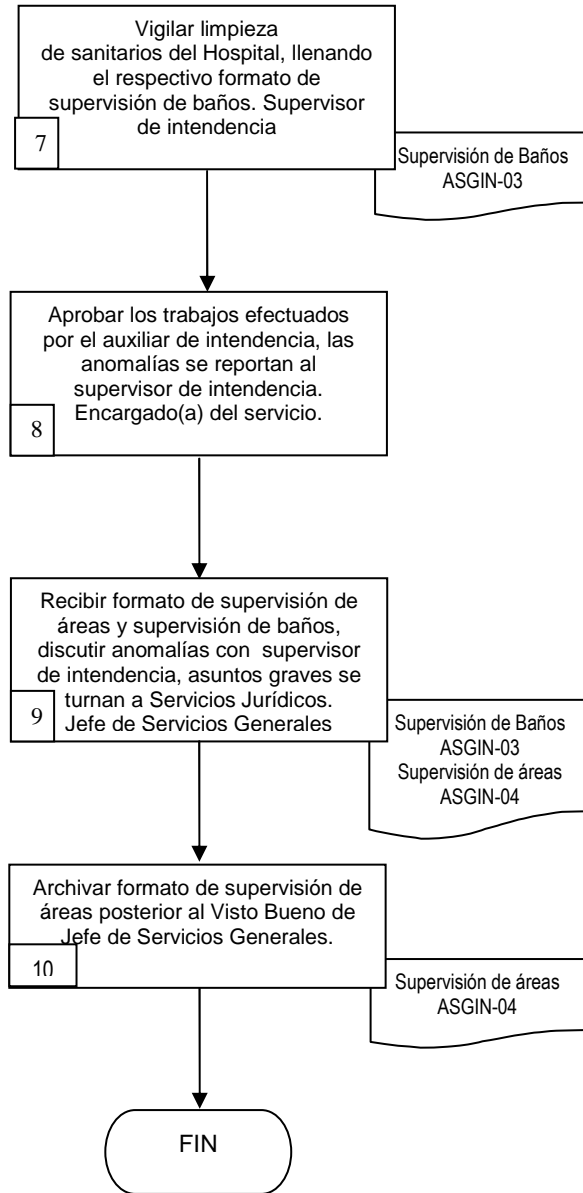 Vigilar limpieza
de sanitarios del Hospital, llenando
el respectivo formato de
supervisión de baños. Supervisor
de intendencia
7
Supervisión de Baños
ASGIN-03
Aprobar los trabajos efectuados
por el auxiliar de intendencia, las
anomalías se reportan al
supervisor de intendencia.
Encargado(a) del servicio.
8
Recibir formato de supervisión de
áreas y supervisión de baños,
discutir anomalías con supervisor
de intendencia, asuntos graves se
turnan a Servicios Jurídicos.
Jefe de Servicios Generales
9
Supervisión de Baños
ASGIN-03
Supervisión de áreas
ASGIN-04
Archivar formato de supervisión de
áreas posterior al Visto Bueno de
Jefe de Servicios Generales.
10
Supervisión de áreas
ASGIN-04
FIN